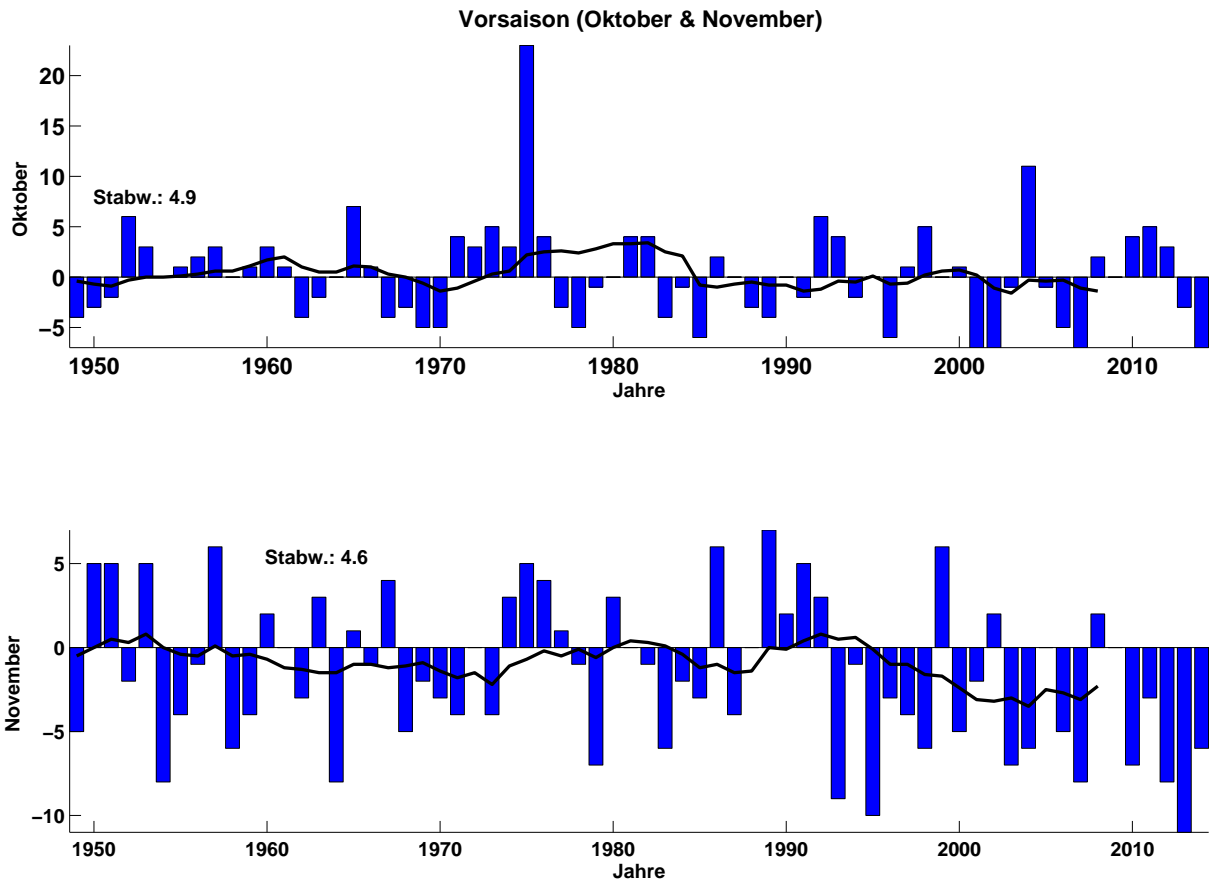 Vorsaison (Oktober & November)
20
15
10
5
0
−5
Oktober
Stabw.: 4.9
1950 1960 1970 1980 1990 2000 2010
Jahre
5
0
−5
−10
November
Stabw.: 4.6
1950 1960 1970 1980 1990 2000 2010
Jahre